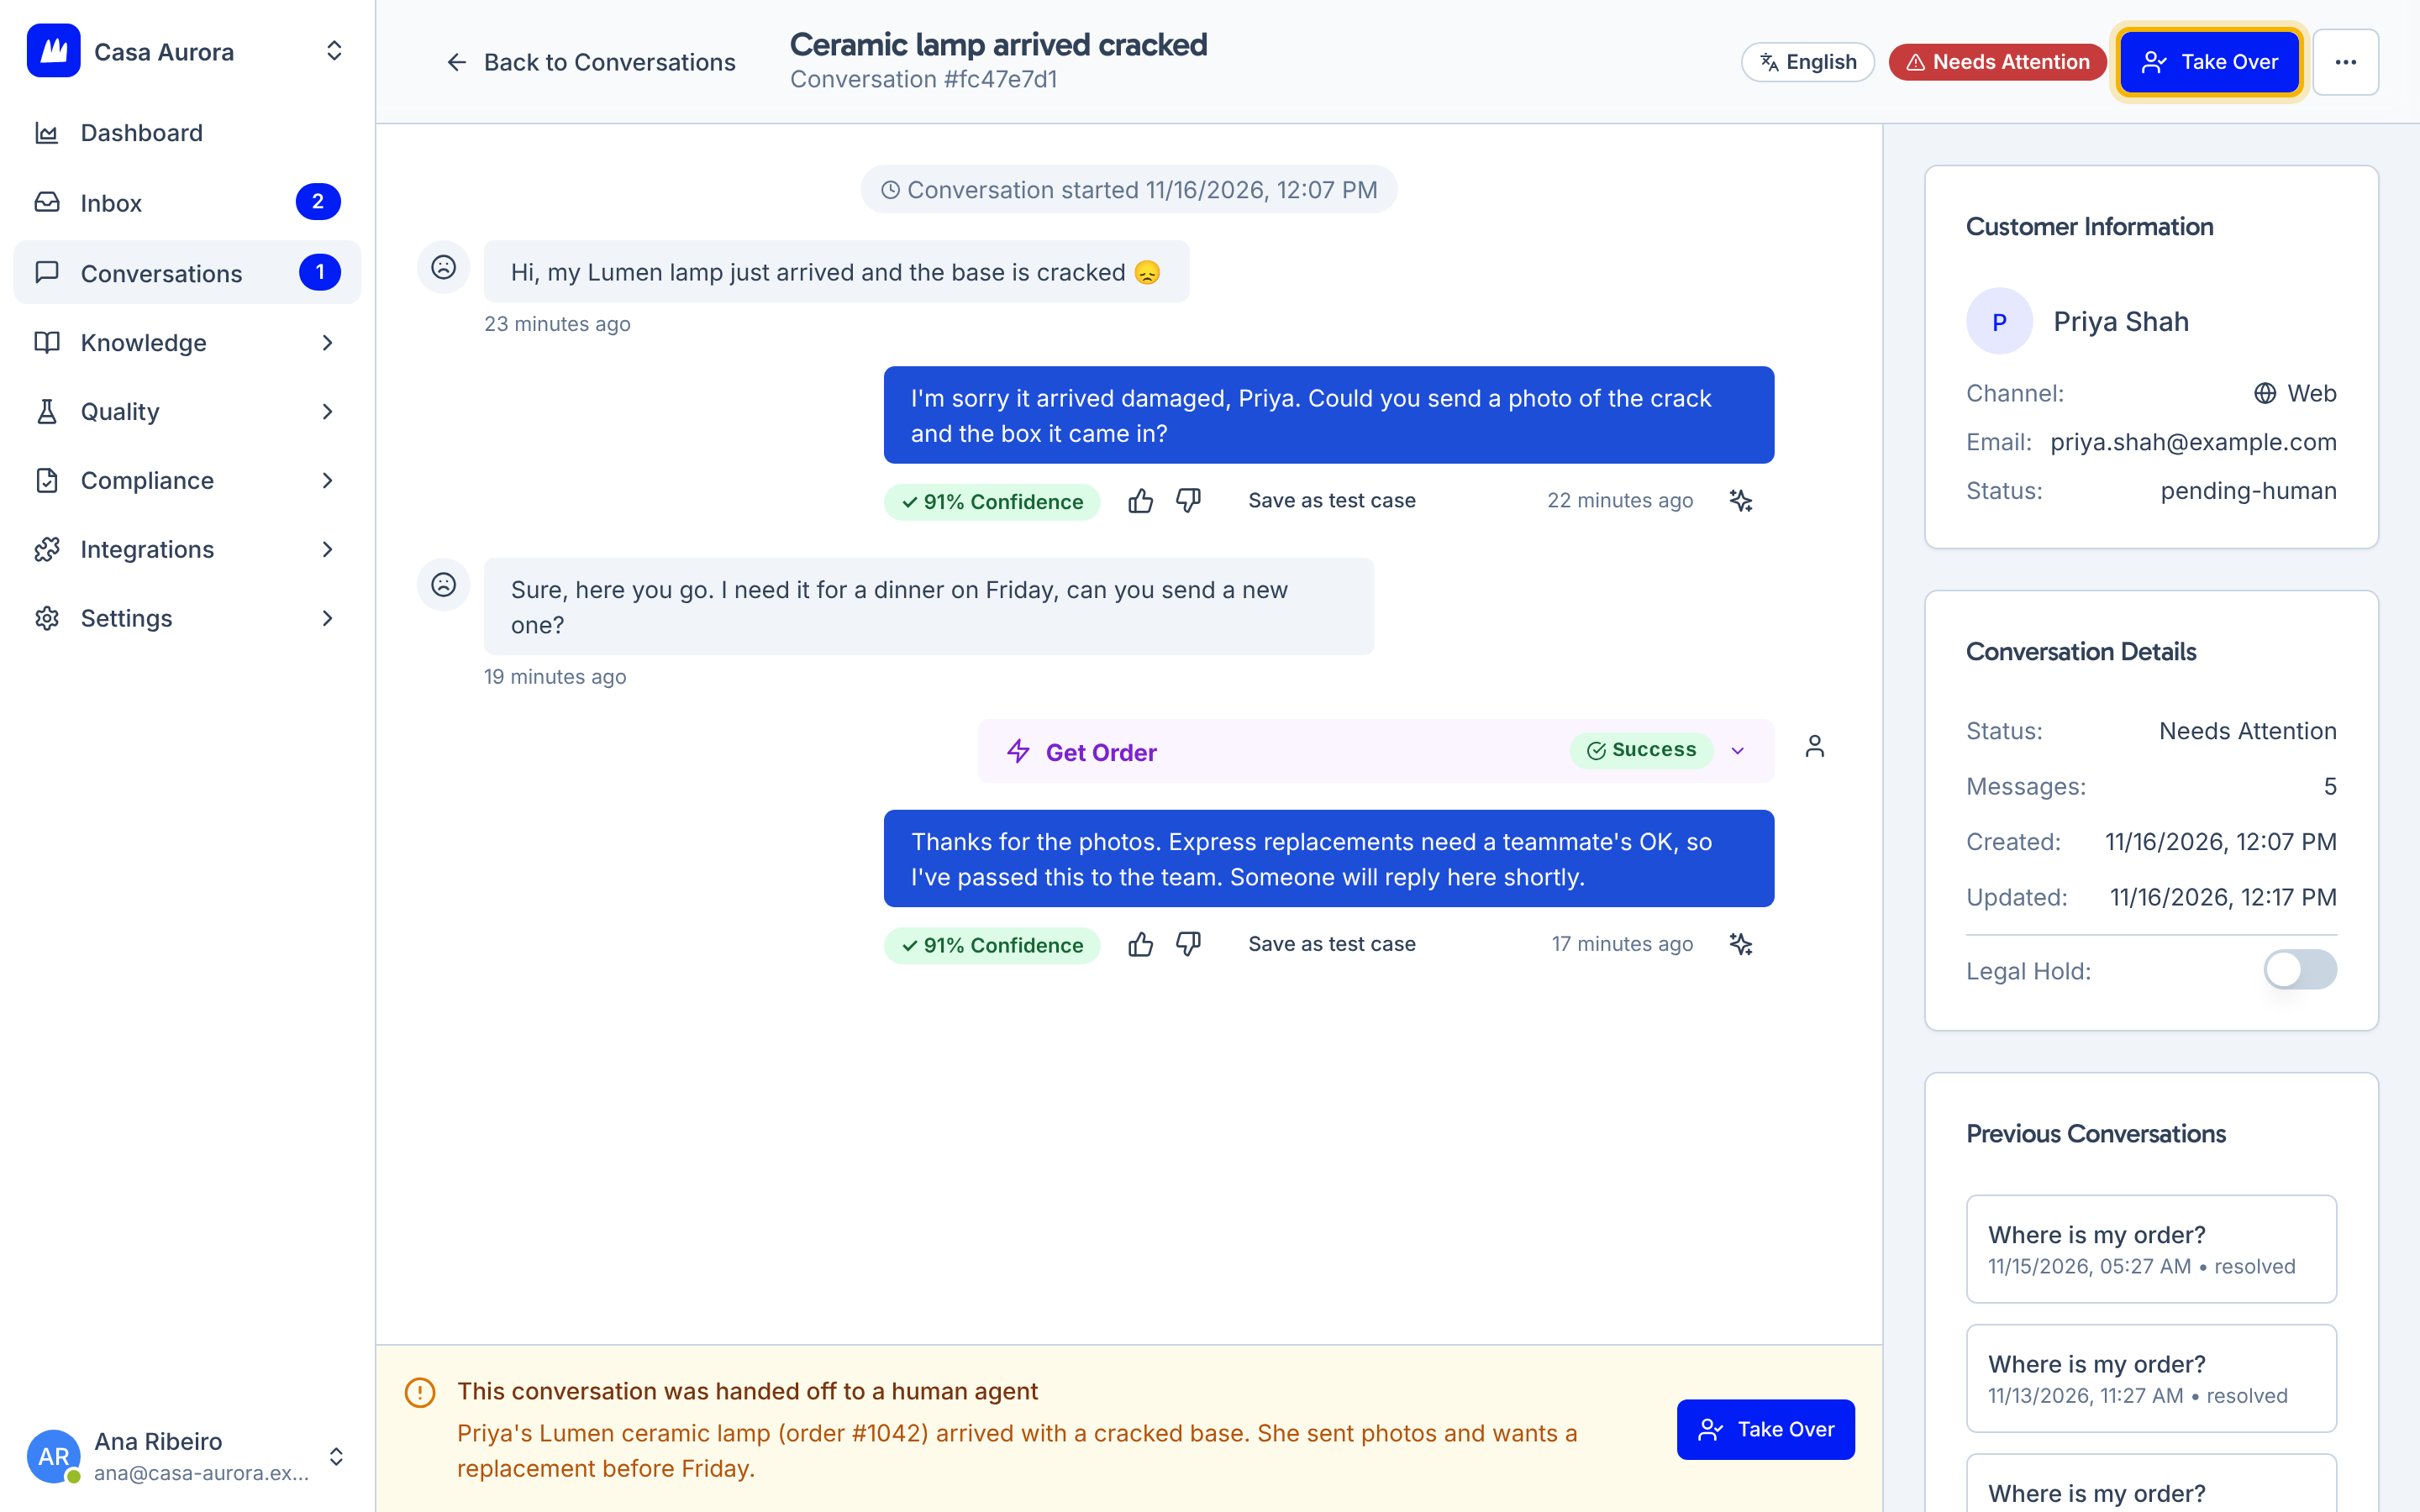 Casa Aurora
Dashboard
Inbox 2
Conversations 1
Knowledge
Quality
Compliance
Integrations
Settings
Ana Ribeiro
ana@casa-aurora.ex...
AR
Back to Conversations
Ceramic lamp arrived cracked
Conversation #fc47e7d1
English
Needs Attention
Take Over
Conversation started 11/16/2026, 12:07 PM
Hi, my Lumen lamp just arrived and the base is cracked 😞
23 minutes ago
I'm sorry it arrived damaged, Priya. Could you send a photo of the crack
and the box it came in?
91% Confidence
Save as test case
22 minutes ago
Sure, here you go. I need it for a dinner on Friday, can you send a new
one?
19 minutes ago
Get Order
Success
Thanks for the photos. Express replacements need a teammate's OK, so
I've passed this to the team. Someone will reply here shortly.
91% Confidence
Save as test case
17 minutes ago
This conversation was handed off to a human agent
Priya's Lumen ceramic lamp (order #1042) arrived with a cracked base. She sent photos and wants a
replacement before Friday.
Take Over
Customer Information
P
Priya Shah
Channel: Web
Email: priya.shah@example.com
Status: pending-human
Conversation Details
Status: Needs Attention
Messages: 5
Created: 11/16/2026, 12:07 PM
Updated: 11/16/2026, 12:17 PM
Legal Hold:
Previous Conversations
Where is my order?
11/15/2026, 05:27 AM • resolved
Where is my order?
11/13/2026, 11:27 AM • resolved
Where is my order?